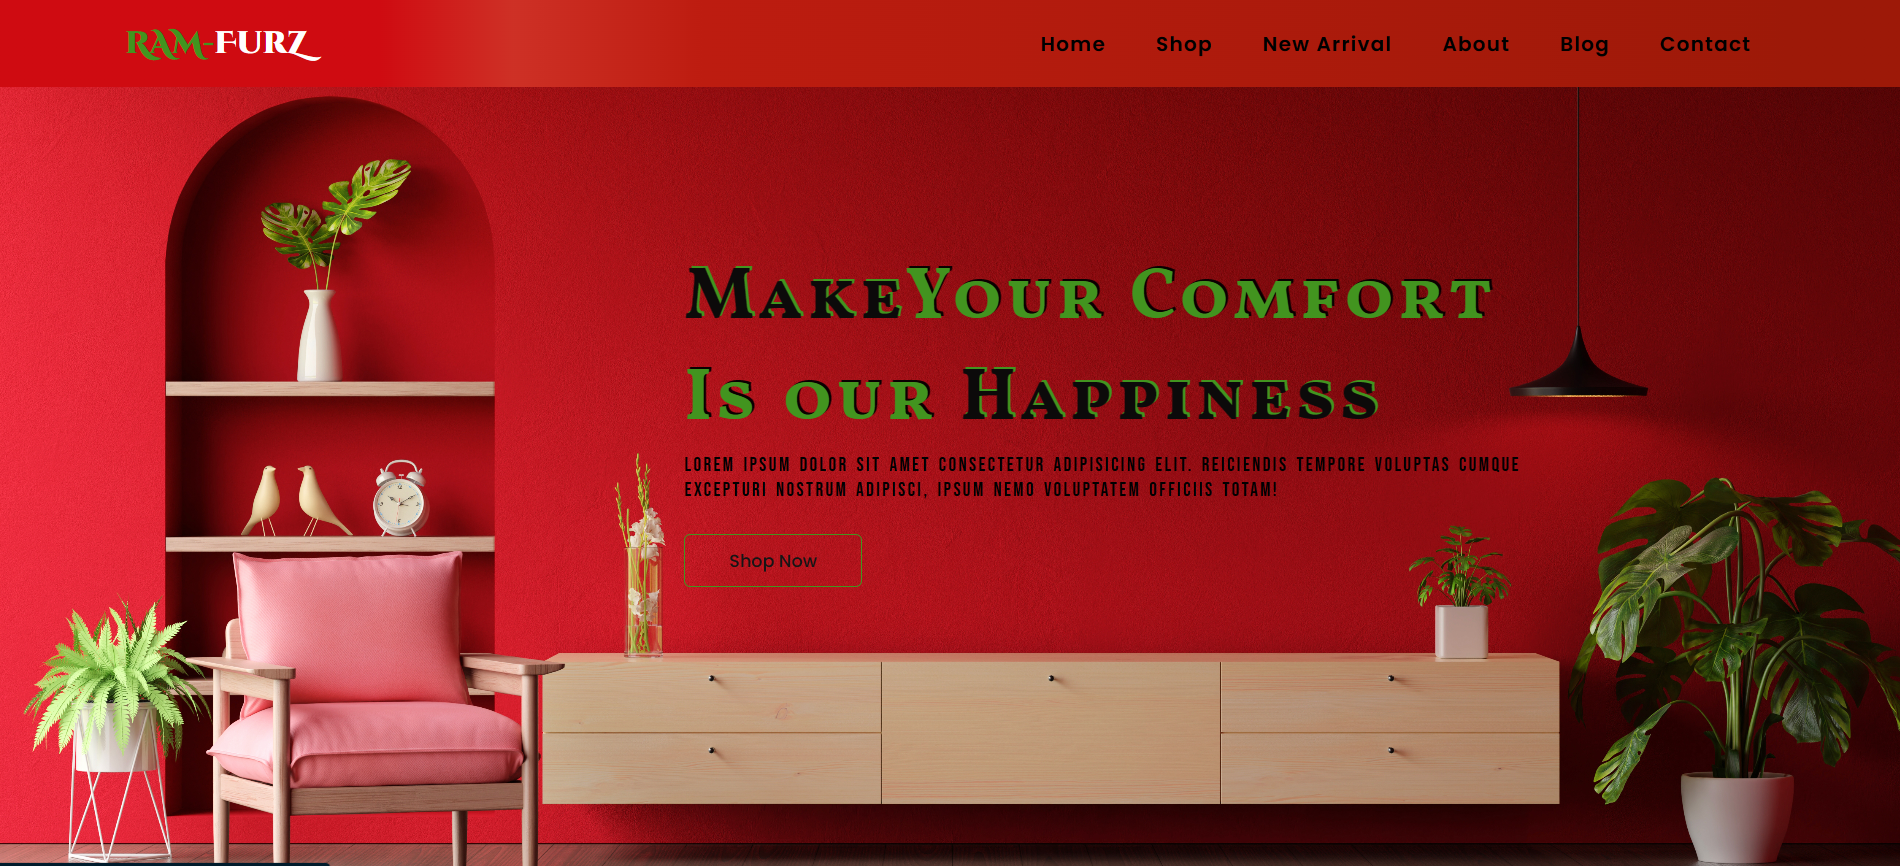 RAM-FURZ
Home Shop New Arrival About Blog Contact
MakeYour Comfort
Is our Happiness
LOREM IPSUM DOLOR SIT AMET CONSECTETUR ADIPISICING ELIT. REICIENDIS TEMPORE VOLUPTAS CUMQUE
EXCEPTURI NOSTRUM ADIPISCI, IPSUM NEMO VOLUPTATEM OFFICIIS TOTAM!
Shop Now